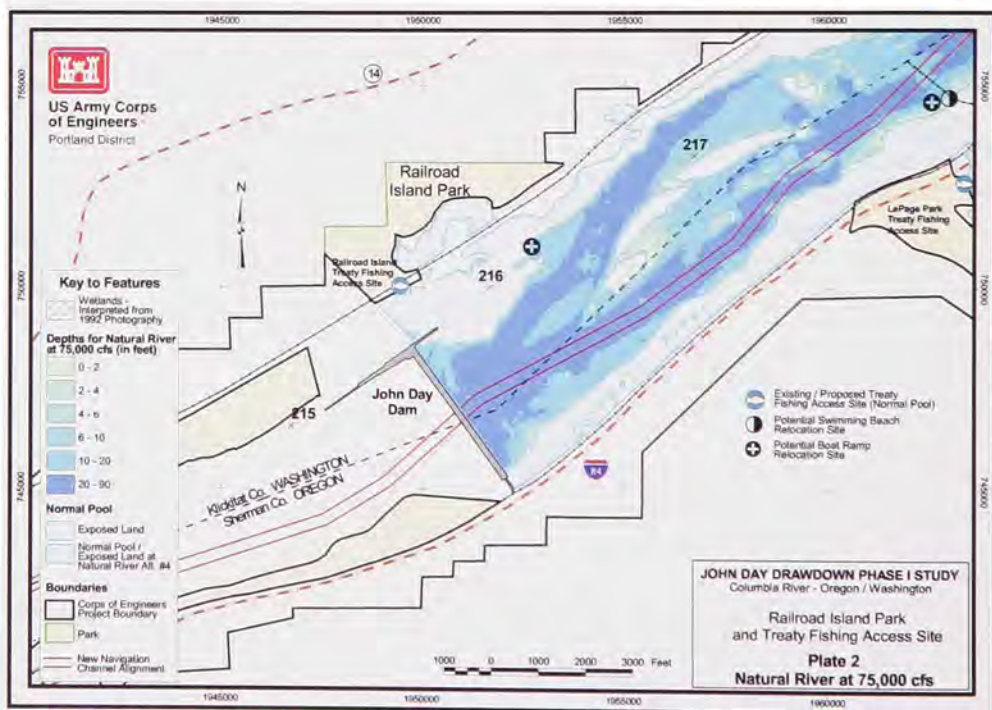 1945000
1950000
1955000
1960000
755000
755000
US Army Corps
of Engineers
Portland District
14
N
217
Railroad
Island Park
LePage Park
Treaty Fishing
Access Site
Railroad Island
Treaty Fishing
Access Site
216
750000
750000
Key to Features
Wetlands -
Interpreted from
1992 Photography
Depths for Natural River
at 75,000 cfs (in feet)
0 - 2
2 - 4
4 - 6
6 - 10
10 - 20
20 - 90
Normal Pool
Exposed Land
Normal Pool /
Exposed Land at
Natural River Alt. #4
Boundaries
Corps of Engineers
Project Boundary
Park
New Navigation
Channel Alignment
John Day
Dam
215
Klickitat Co. WASHINGTON
Sherman Co. OREGON
Existing / Proposed Treaty
Fishing Access Site (Normal Pool)
Potential Swimming Beach
Relocation Site
Potential Boat Ramp
Relocation Site
84
745000
745000
JOHN DAY DRAWDOWN PHASE I STUDY
Columbia River - Oregon / Washington
Railroad Island Park
and Treaty Fishing Access Site
Plate 2
Natural River at 75,000 cfs
1000 0 1000 2000 3000 Feet
1945000
1950000
1955000
1960000